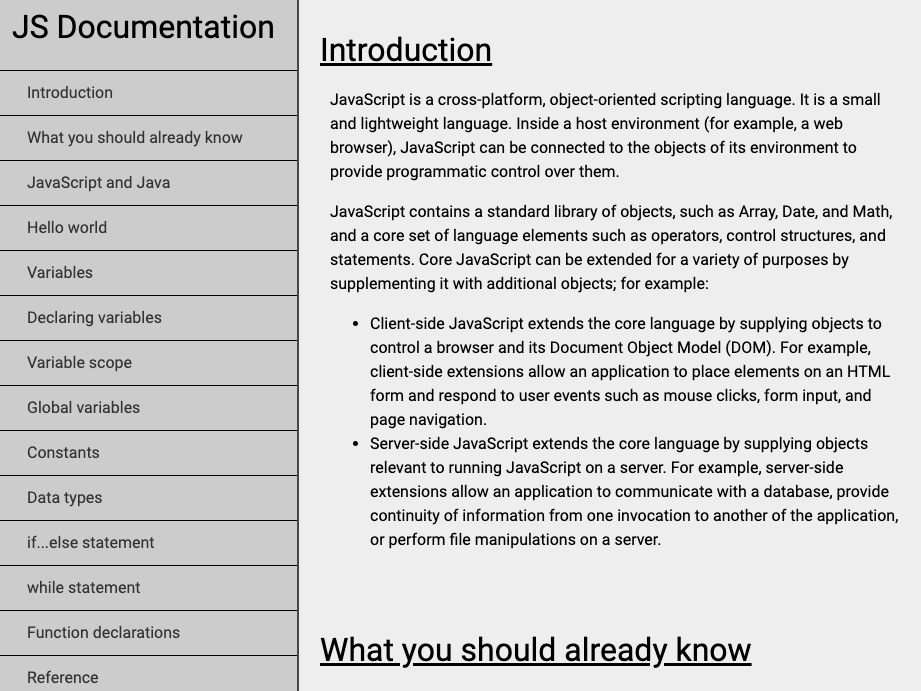 JS Documentation
Introduction
What you should already know
JavaScript and Java
Hello world
Variables
Declaring variables
Variable scope
Global variables
Constants
Data types
if...else statement
while statement
Function declarations
Reference
Introduction
JavaScript is a cross-platform, object-oriented scripting language. It is a small
and lightweight language. Inside a host environment (for example, a web
browser), JavaScript can be connected to the objects of its environment to
provide programmatic control over them.
JavaScript contains a standard library of objects, such as Array, Date, and Math,
and a core set of language elements such as operators, control structures, and
statements. Core JavaScript can be extended for a variety of purposes by
supplementing it with additional objects; for example:
• Client-side JavaScript extends the core language by supplying objects to
control a browser and its Document Object Model (DOM). For example,
client-side extensions allow an application to place elements on an HTML
form and respond to user events such as mouse clicks, form input, and
page navigation.
• Server-side JavaScript extends the core language by supplying objects
relevant to running JavaScript on a server. For example, server-side
extensions allow an application to communicate with a database, provide
continuity of information from one invocation to another of the application,
or perform file manipulations on a server.
What you should already know